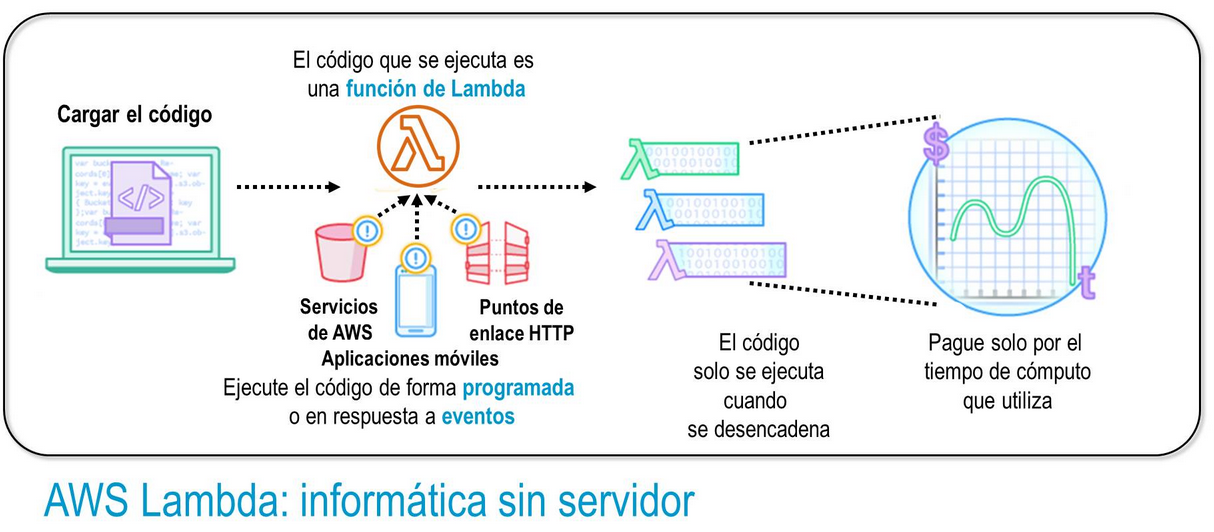 Cargar el código
El código que se ejecuta es
una función de Lambda
Servicios
de AWS
Puntos de
enlace HTTP
Aplicaciones móviles
Ejecute el código de forma programada
o en respuesta a eventos
El código
solo se ejecuta
cuando
se desencadena
$
t
Pague solo por el
tiempo de cómputo
que utiliza
AWS Lambda: informática sin servidor